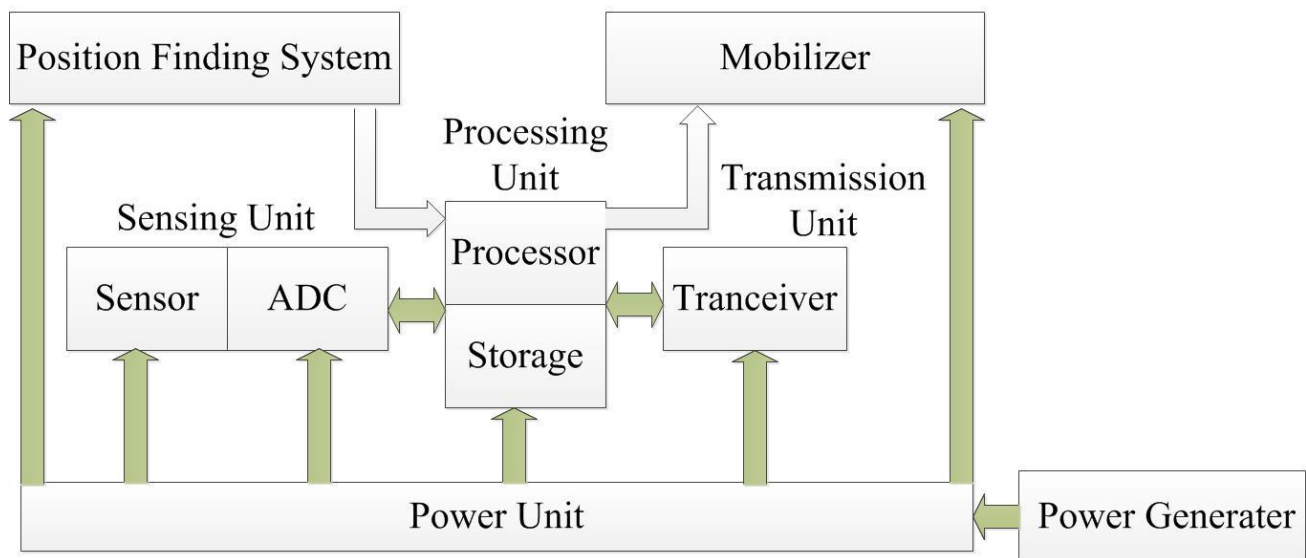 Position Finding System
Mobilizer
Processing
Unit
Transmission
Unit
Sensing Unit
Processor
Sensor
ADC
Tranceiver
Storage
Power Unit
Power Generater